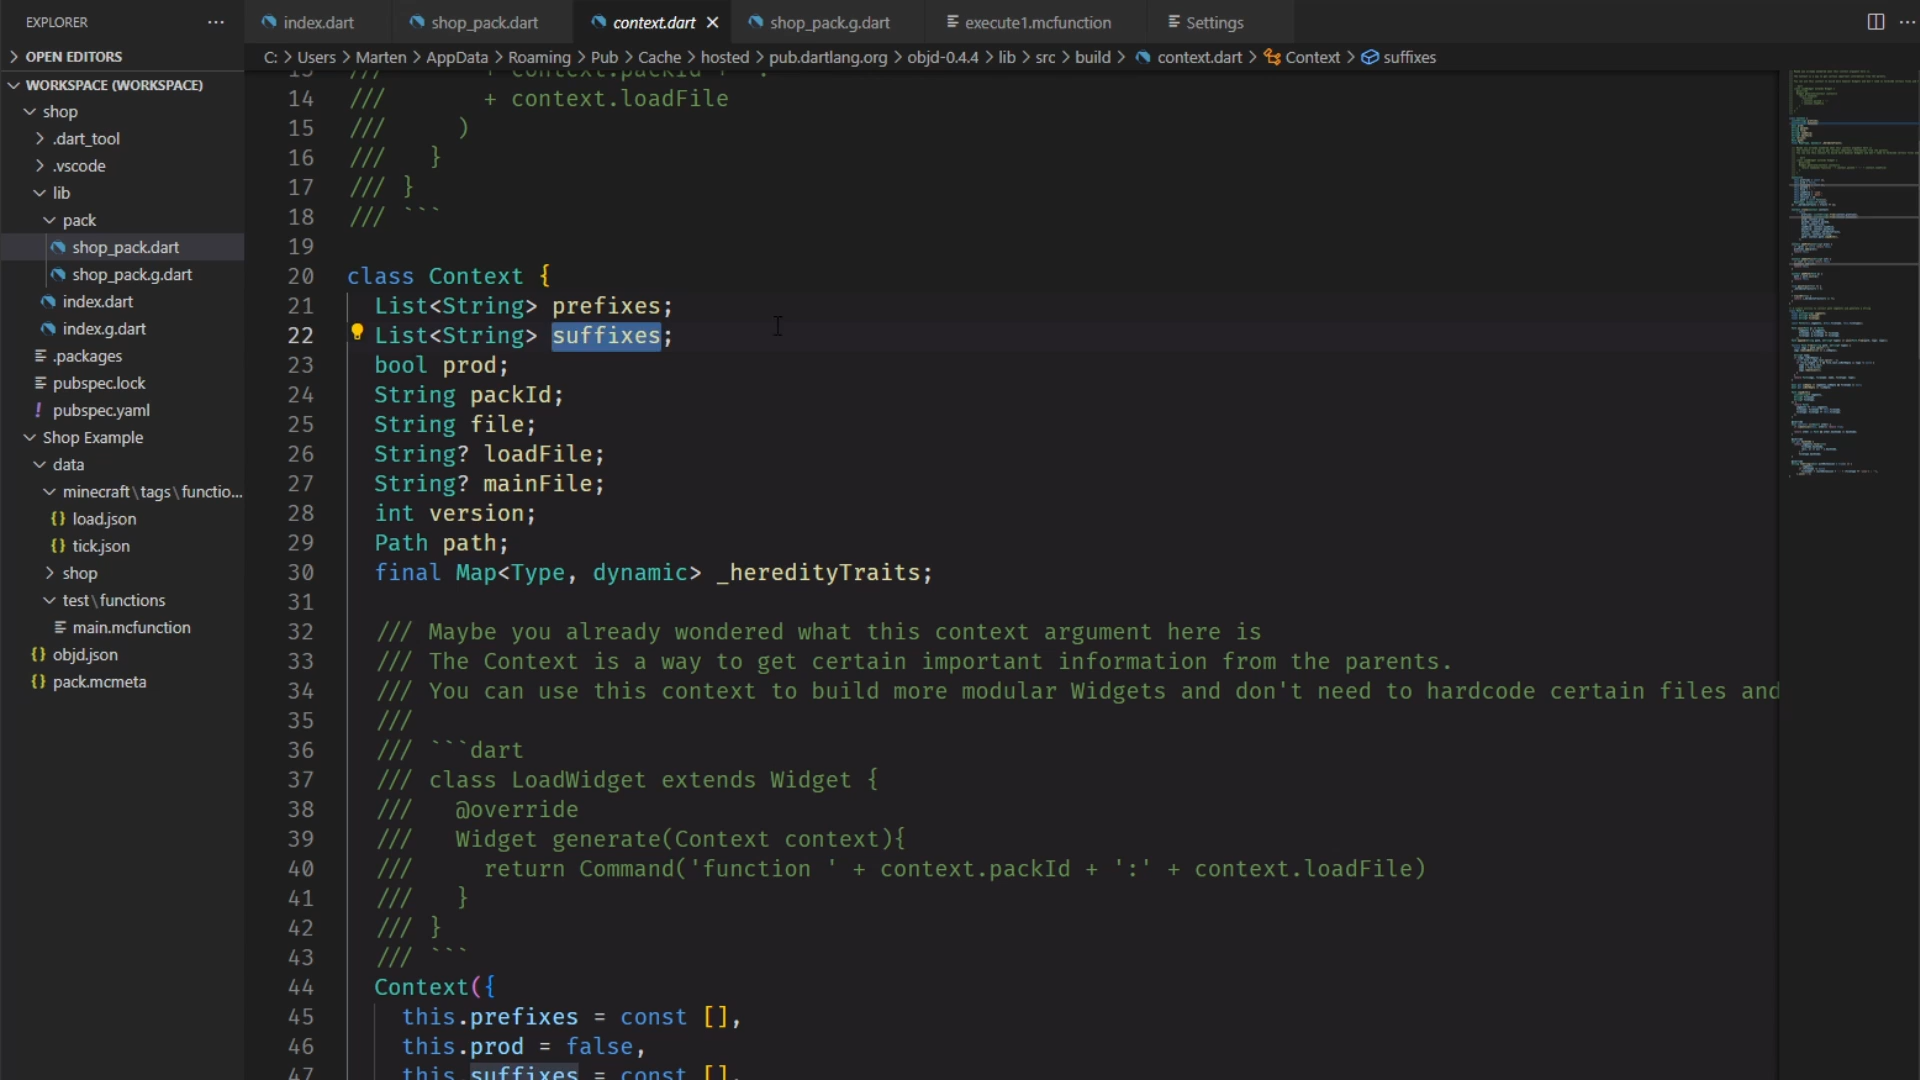 EXPLORER
index.dart
shop_pack.dart
context.dart
shop_pack.g.dart
execute1.mcfunction
Settings
OPEN EDITORS
C: > Users > Marten > AppData > Roaming > Pub > Cache > hosted > pub.dartlang.org > objd-0.4.4 > lib > src > build > context.dart > Context > suffixes
WORKSPACE (WORKSPACE)
shop
.dart_tool
.vscode
lib
pack
shop_pack.dart
shop_pack.g.dart
index.dart
index.g.dart
.packages
pubspec.lock
pubspec.yaml
Shop Example
data
minecraft\tags\functio...
load.json
tick.json
shop
test\functions
main.mcfunction
objd.json
pack.mcmeta
14 /// + context.loadFile
15 /// )
16 /// }
17 /// }
18 /// ```
19
20 class Context {
21 List<String> prefixes;
22 List<String> suffixes;
23 bool prod;
24 String packId;
25 String file;
26 String? loadFile;
27 String? mainFile;
28 int version;
29 Path path;
30 final Map<Type, dynamic> _heredityTraits;
31
32 /// Maybe you already wondered what this context argument here is
33 /// The Context is a way to get certain important information from the parents.
34 /// You can use this context to build more modular Widgets and don't need to hardcode certain files and
35 ///
36 /// ```dart
37 /// class LoadWidget extends Widget {
38 /// @override
39 /// Widget generate(Context context){
40 /// return Command('function ' + context.packId + ':' + context.loadFile)
41 /// }
42 /// }
43 /// ```
44 Context({
45 this.prefixes = const [],
46 this.prod = false,
47 this.suffixes = const [],